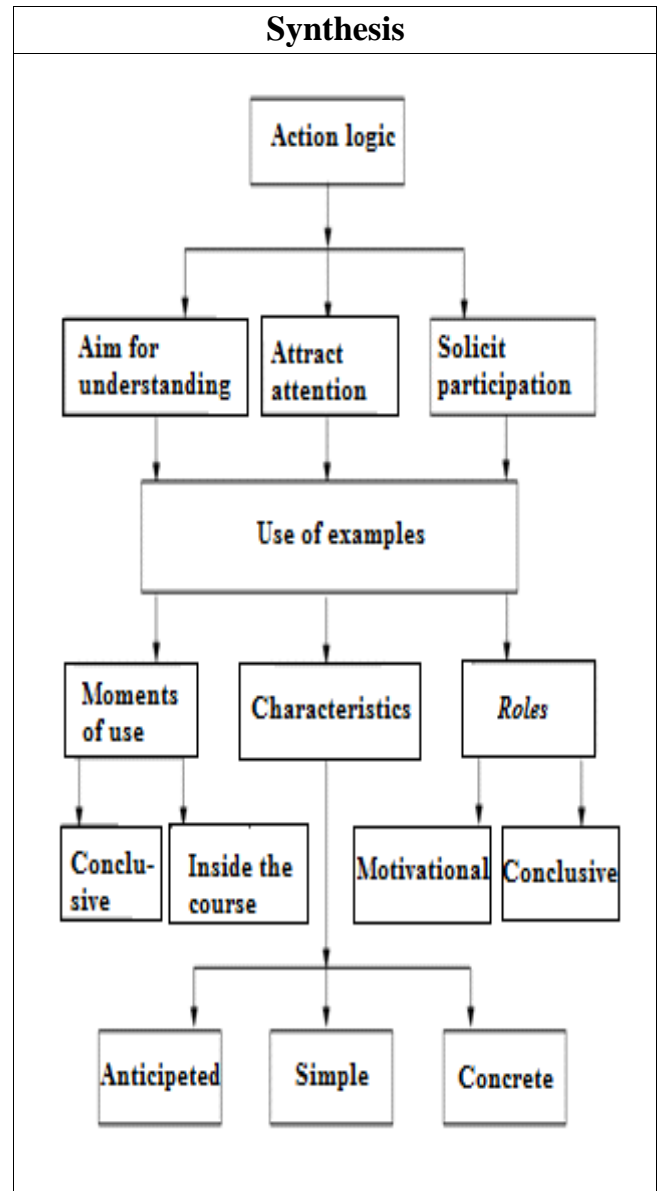 Synthesis
Action logic
Aim for
understanding
Attract
attention
Solicit
participation
Use of examples
Moments
of use
Characteristics
Roles
Conclu-
sive
Inside the
course
Motivational
Conclusive
Anticipeted
Simple
Concrete